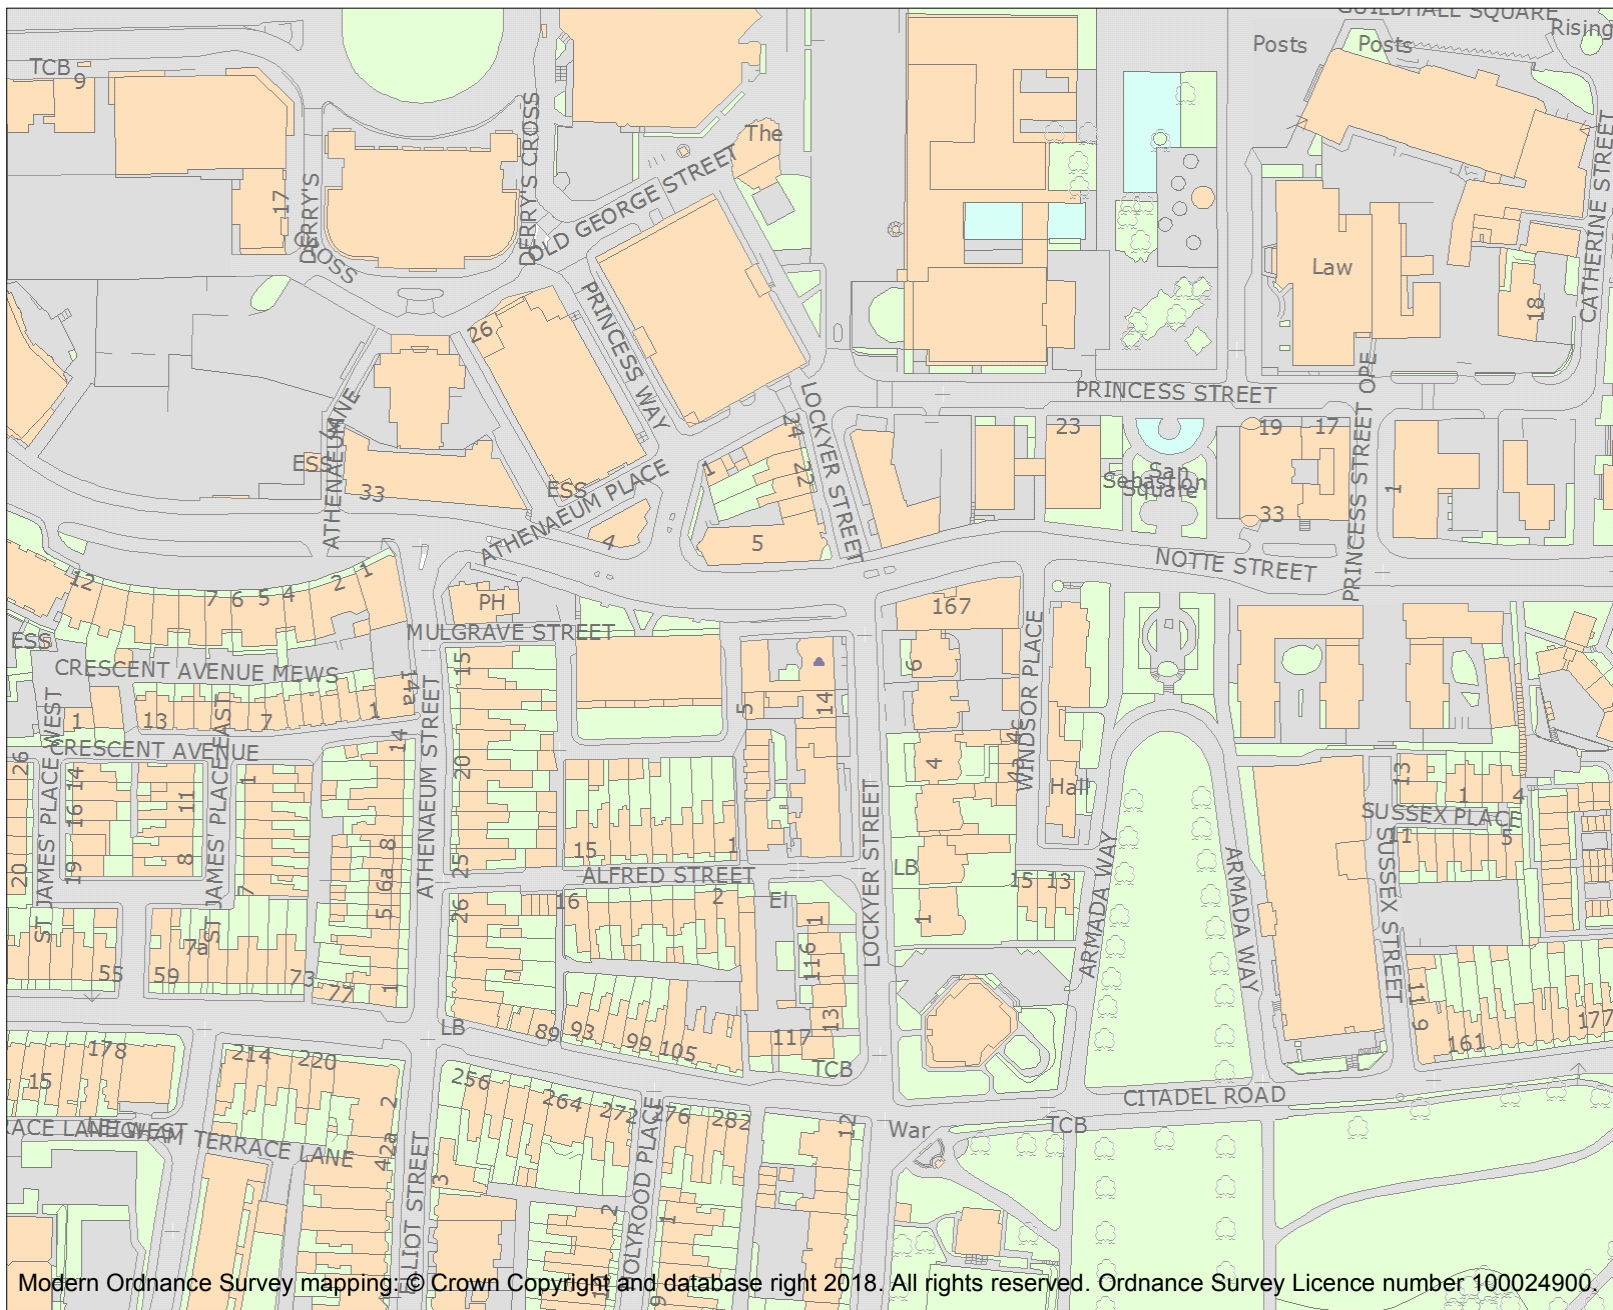 GUILDHALL SQUARE
Rising
Posts
Posts
TCB
9
The
DERRY'S CROSS
OLD GEORGE STREET
17
DERRY'S
CROSS
CATHERINE STREET
Law
18
26
PRINCESS WAY
PRINCESS STREET
LOCKYER STREET
ATHENAEUM
LANE
24
23
19
17
PRINCESS STREET OPE
ESS
33
ESS
1
22
San
Sebastion
Square
1
ATHENAEUM PLACE
4
5
33
NOTTE STREET
12
7
6
5
4
2
1
PH
167
MULGRAVE STREET
ESS
CRESCENT AVENUE MEWS
14a
15
6
WINDSOR PLACE
ST JAMES' PLACE WEST
1
13
ST JAMES' PLACE EAST
7
1
ATHENAEUM STREET
5
14
CRESCENT AVENUE
14
26
14
1
20
4
4a
Hall
13
1
4
16
11
SUSSEX PLACE
11
5
20
19
8
7
8
6a
5
25
15
1
ALFRED STREET
LOCKYER STREET
LB
15
13
ARMADA WAY
ARMADA WAY
SUSSEX STREET
26
16
2
El
1
1
7a
116
55
59
73
77
1
11
9
LB
89
93
99
105
117
13
TCB
161
177
178
214
220
15
256
264
272
276
282
12
CITADEL ROAD
2
War
TCB
RACE LANE WEST
LEIGHAM TERRACE LANE
42a
ELLIOT STREET
3
HOLYROOD PLACE
2
1
9
Modern Ordnance Survey mapping: © Crown Copyright and database right 2018. All rights reserved. Ordnance Survey Licence number 100024900.